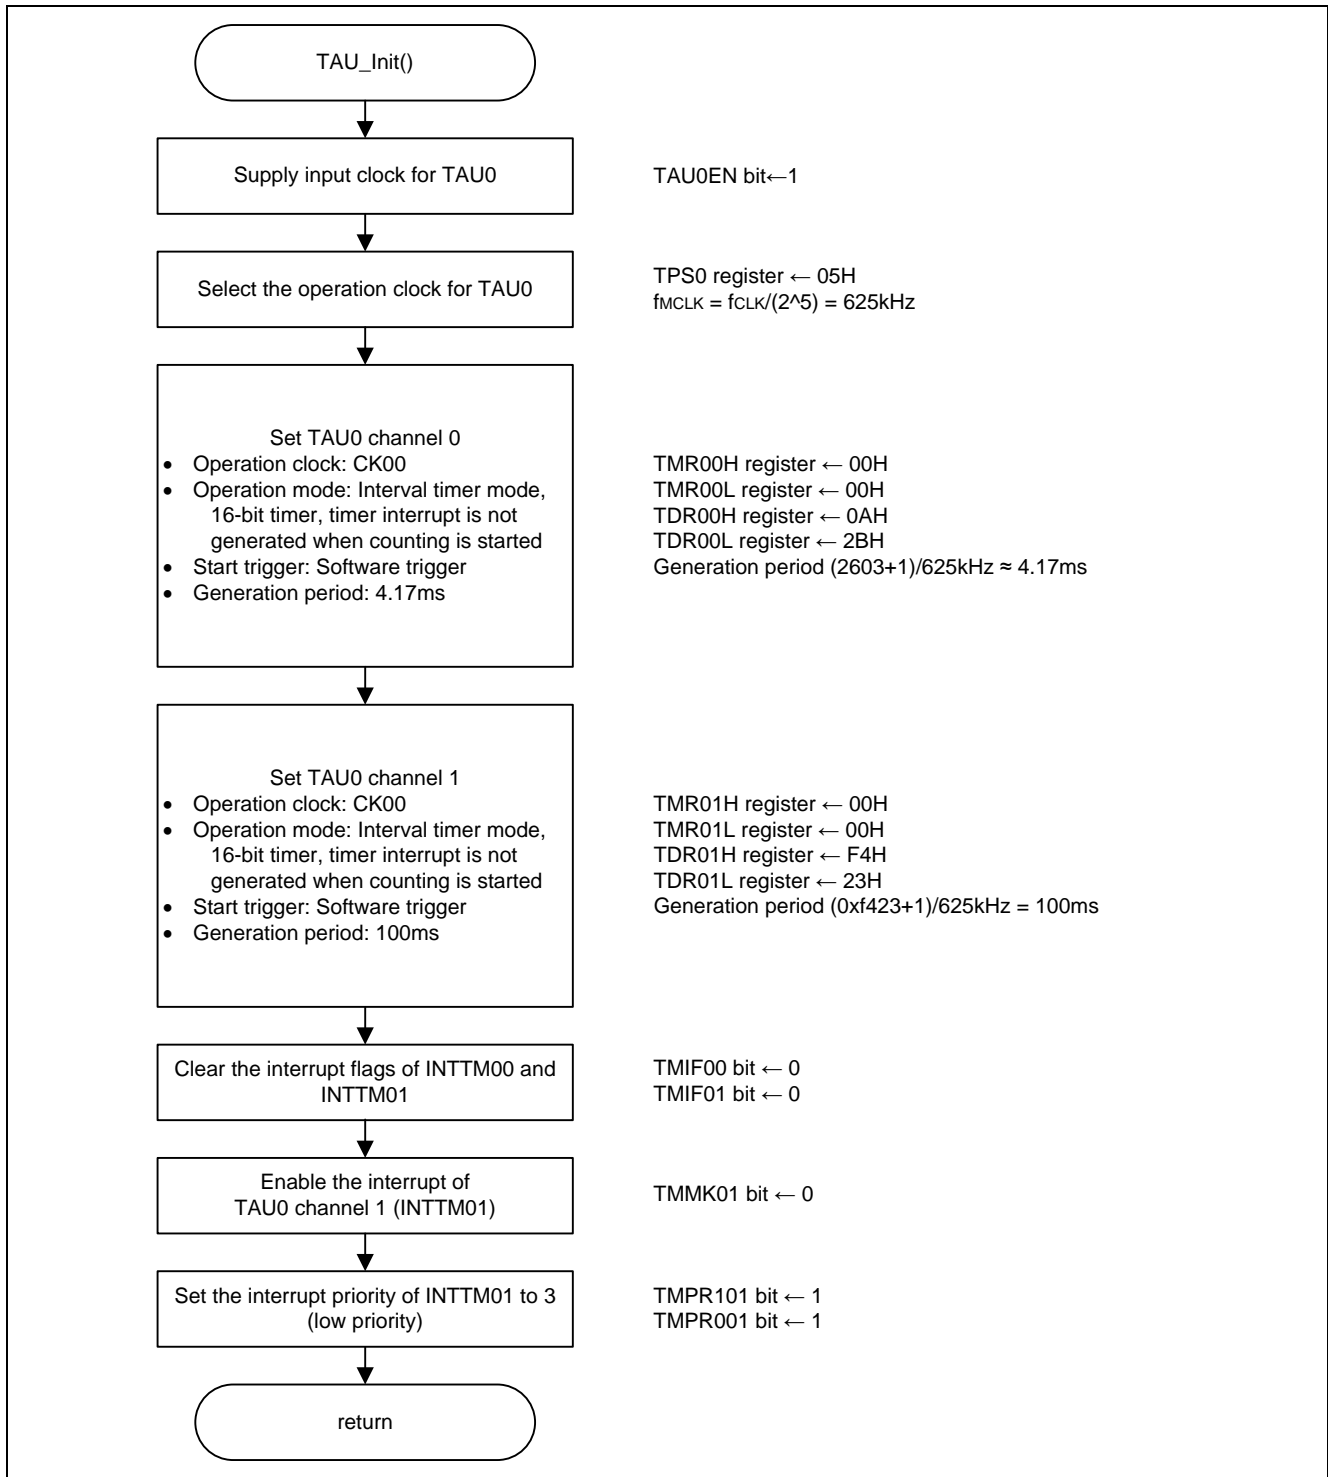 TAU_Init()
Supply input clock for TAU0
TAU0EN bit←1
Select the operation clock for TAU0
TPS0 register ← 05H
fMCLK = fCLK/(2^5) = 625kHz
Set TAU0 channel 0
• Operation clock: CK00
• Operation mode: Interval timer mode,
16-bit timer, timer interrupt is not
generated when counting is started
• Start trigger: Software trigger
• Generation period: 4.17ms
TMR00H register ← 00H
TMR00L register ← 00H
TDR00H register ← 0AH
TDR00L register ← 2BH
Generation period (2603+1)/625kHz ≈ 4.17ms
Set TAU0 channel 1
• Operation clock: CK00
• Operation mode: Interval timer mode,
16-bit timer, timer interrupt is not
generated when counting is started
• Start trigger: Software trigger
• Generation period: 100ms
TMR01H register ← 00H
TMR01L register ← 00H
TDR01H register ← F4H
TDR01L register ← 23H
Generation period (0xf423+1)/625kHz = 100ms
Clear the interrupt flags of INTTM00 and
INTTM01
TMIF00 bit ← 0
TMIF01 bit ← 0
Enable the interrupt of
TAU0 channel 1 (INTTM01)
TMMK01 bit ← 0
Set the interrupt priority of INTTM01 to 3
(low priority)
TMPR101 bit ← 1
TMPR001 bit ← 1
return